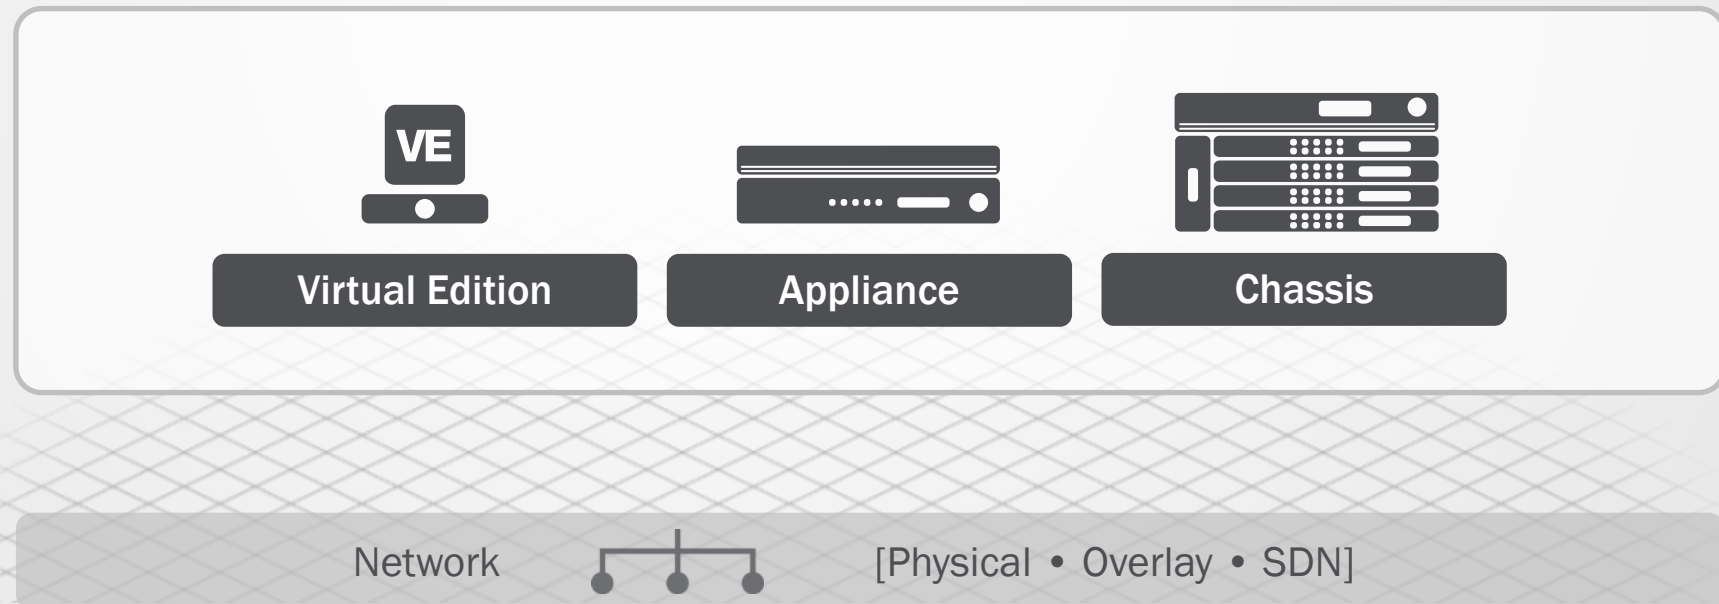 VE
Virtual Edition
Appliance
Chassis
Network
[Physical • Overlay • SDN]